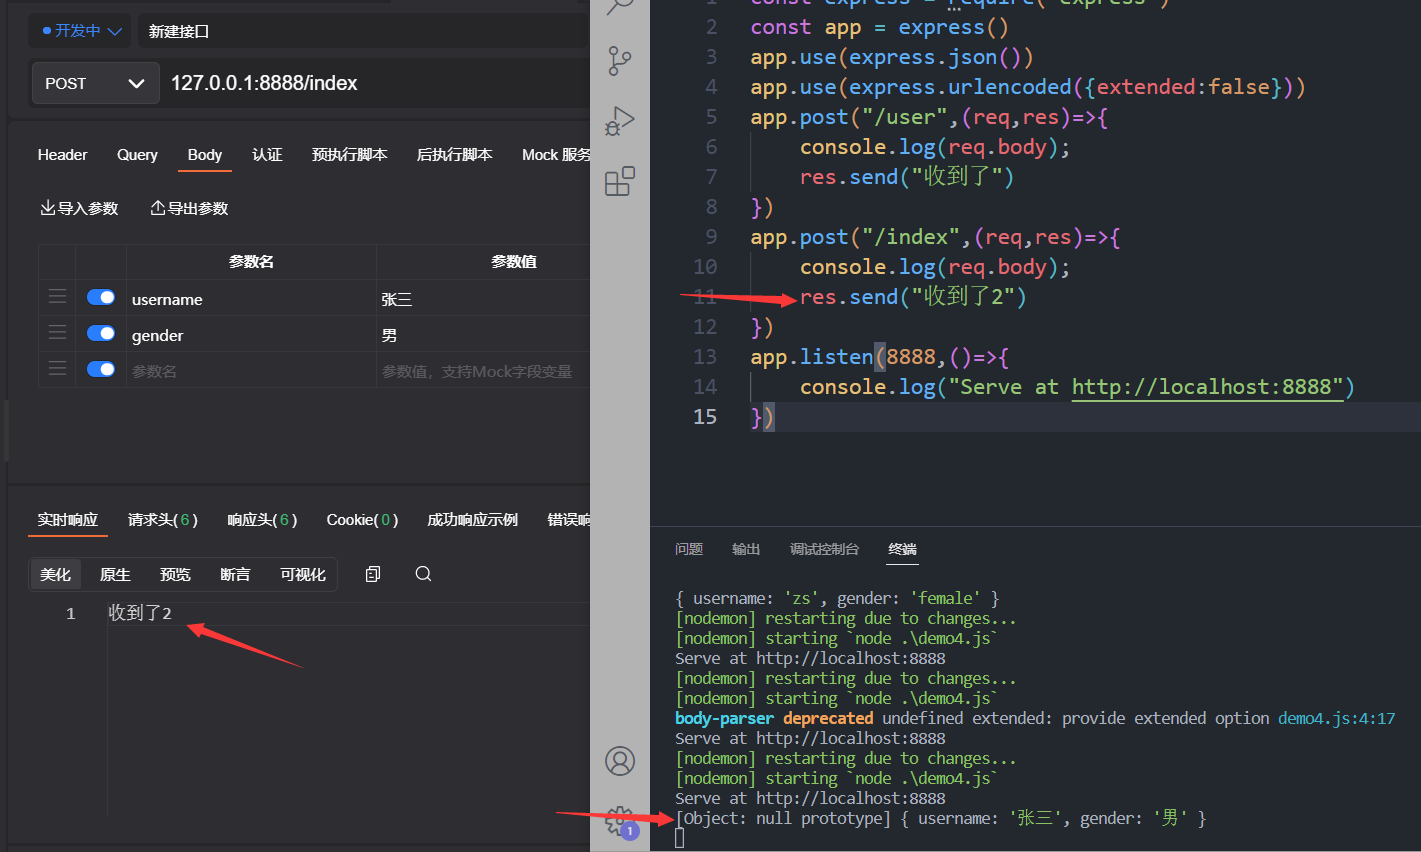 开发中 新建接口
POST 127.0.0.1:8888/index
Header Query Body 认证 预执行脚本 后执行脚本 Mock 服务
导入参数 导出参数
参数名 参数值
username 张三
gender 男
参数名 参数值，支持Mock字段变量
实时响应 请求头(6) 响应头(6) Cookie(0) 成功响应示例 错误响
美化 原生 预览 断言 可视化
1 收到了2
1 const express = require("express")
2 const app = express()
3 app.use(express.json())
4 app.use(express.urlencoded({extended:false}))
5 app.post("/user",(req,res)=>{
6 console.log(req.body);
7 res.send("收到了")
8 })
9 app.post("/index",(req,res)=>{
10 console.log(req.body);
11 res.send("收到了2")
12 })
13 app.listen(8888,()=>{
14 console.log("Serve at http://localhost:8888")
15 })
问题 输出 调试控制台 终端
{ username: 'zs', gender: 'female' }
[nodemon] restarting due to changes...
[nodemon] starting `node .\demo4.js`
Serve at http://localhost:8888
[nodemon] restarting due to changes...
[nodemon] starting `node .\demo4.js`
body-parser deprecated undefined extended: provide extended option demo4.js:4:17
Serve at http://localhost:8888
[nodemon] restarting due to changes...
[nodemon] starting `node .\demo4.js`
Serve at http://localhost:8888
[Object: null prototype] { username: '张三', gender: '男' }
1